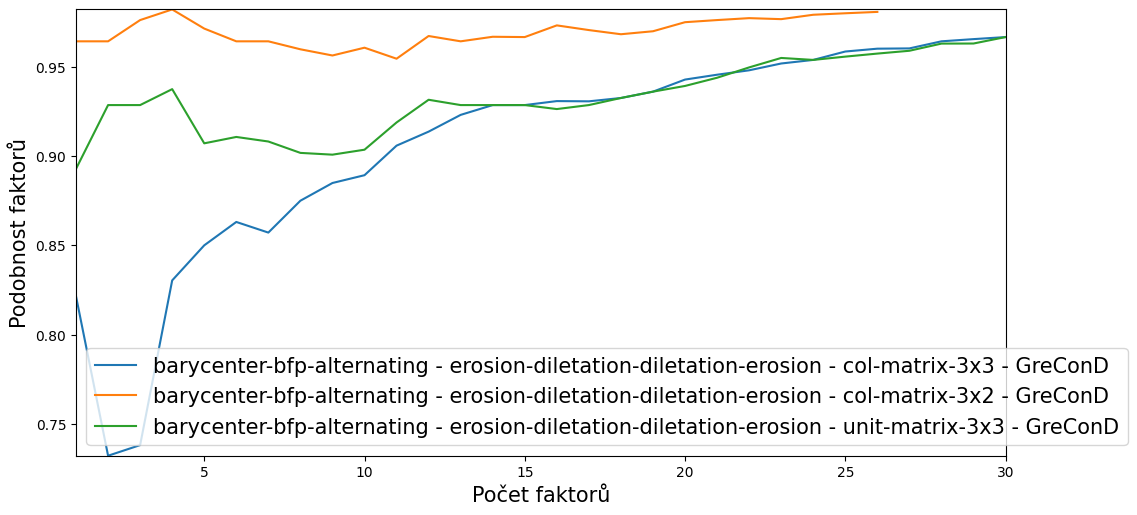 0.95
0.90
0.85
0.80
0.75
Podobnost faktorů
barycenter-bfp-alternating - erosion-diletation-diletation-erosion - col-matrix-3x3 - GreConD
barycenter-bfp-alternating - erosion-diletation-diletation-erosion - col-matrix-3x2 - GreConD
barycenter-bfp-alternating - erosion-diletation-diletation-erosion - unit-matrix-3x3 - GreConD
5 10 15 20 25 30
Počet faktorů